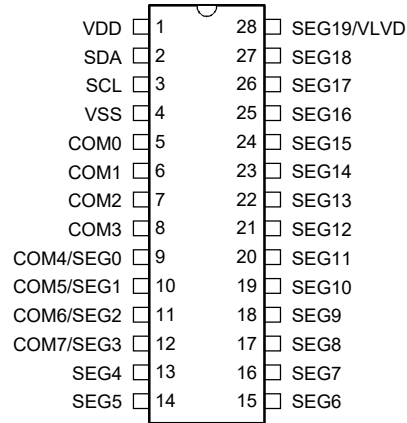 VDD 1 28 SEG19/VLVD
SDA 2 27 SEG18
SCL 3 26 SEG17
VSS 4 25 SEG16
COM0 5 24 SEG15
COM1 6 23 SEG14
COM2 7 22 SEG13
COM3 8 21 SEG12
COM4/SEG0 9 20 SEG11
COM5/SEG1 10 19 SEG10
COM6/SEG2 11 18 SEG9
COM7/SEG3 12 17 SEG8
SEG4 13 16 SEG7
SEG5 14 15 SEG6